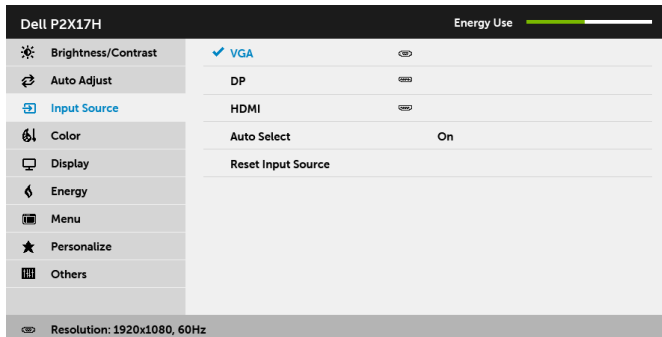 Dell P2X17H
Energy Use
Brightness/Contrast
VGA
Auto Adjust
DP
Input Source
HDMI
Color
Auto Select
On
Display
Reset Input Source
Energy
Menu
Personalize
Others
Resolution: 1920x1080, 60Hz